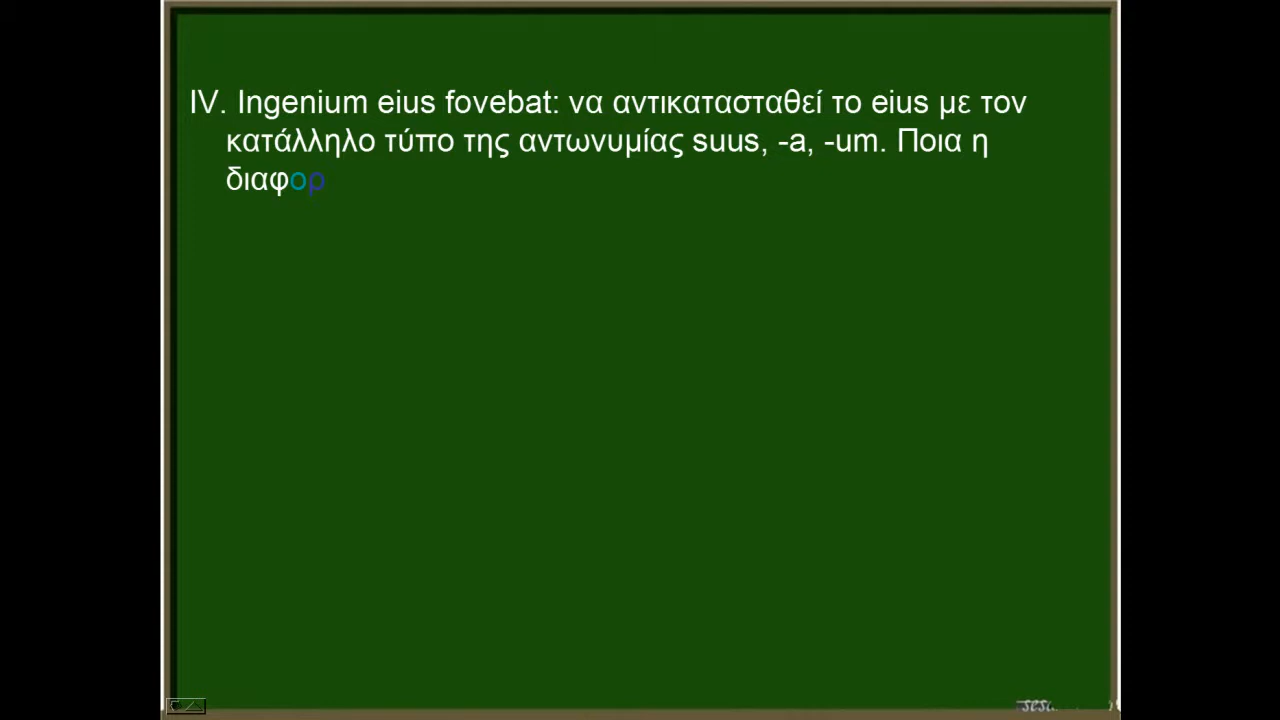 IV. Ingenium eius fovebat: να αντικατασταθεί το eius με τον
κατάλληλο τύπο της αντωνυμίας suus, -a, -um. Ποια η
διαφορ